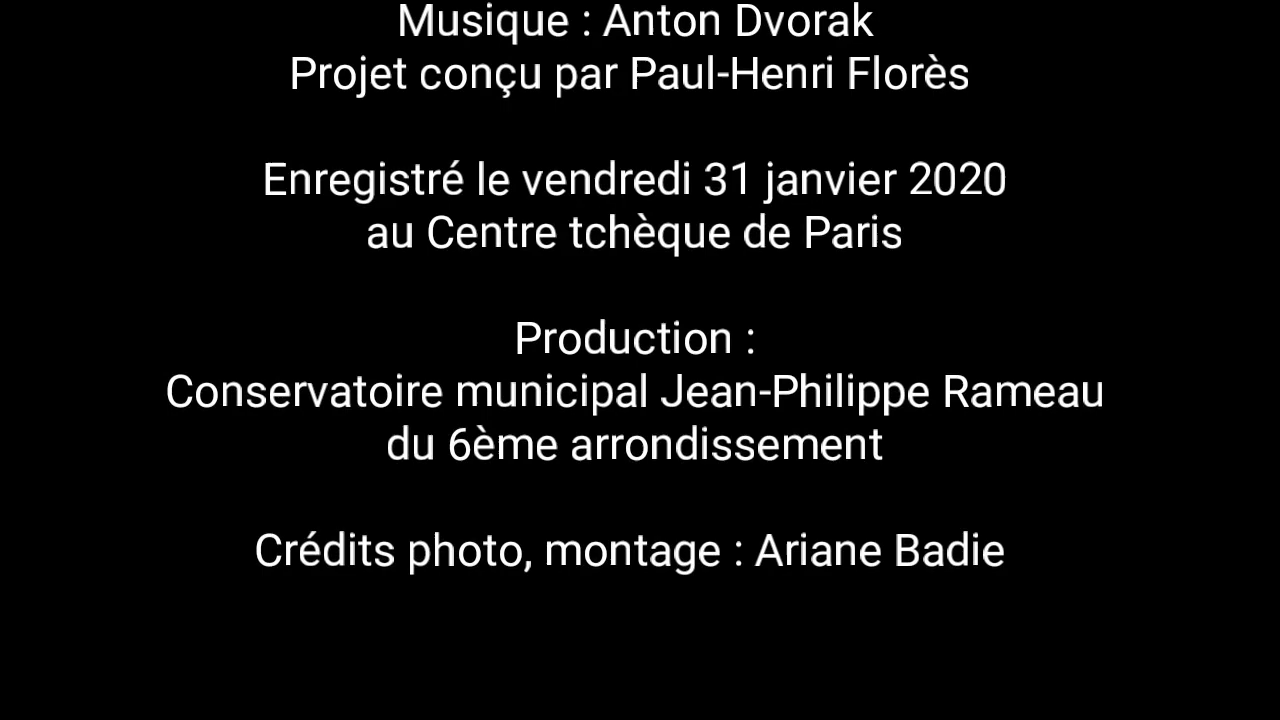 Musique : Anton Dvorak
Projet conçu par Paul-Henri Florès
Enregistré le vendredi 31 janvier 2020
au Centre tchèque de Paris
Production :
Conservatoire municipal Jean-Philippe Rameau
du 6ème arrondissement
Crédits photo, montage : Ariane Badie